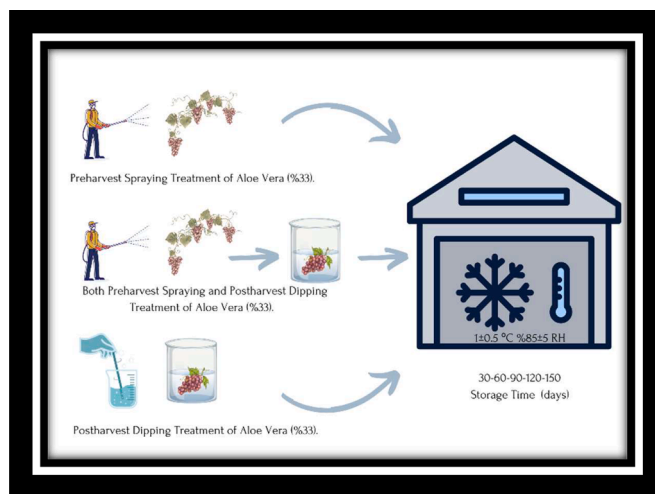 Preharvest Spraying Treatment of Aloe Vera (%33).
Both Preharvest Spraying and Postharvest Dipping
Treatment of Aloe Vera (%33).
Postharvest Dipping Treatment of Aloe Vera (%33).
1±0.5 °C %85±5 RH
30-60-90-120-150
Storage Time (days)